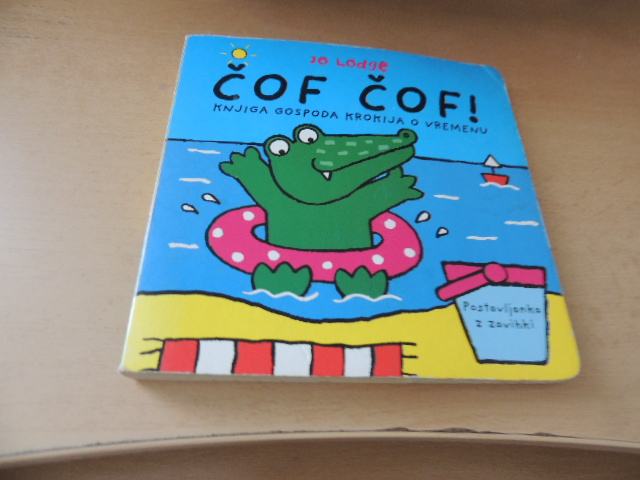 Jo Lodge
ČOF ČOF!
KNJIGA GOSPODA KROKIJA O VREMENU
Postavljanka
z zavihki